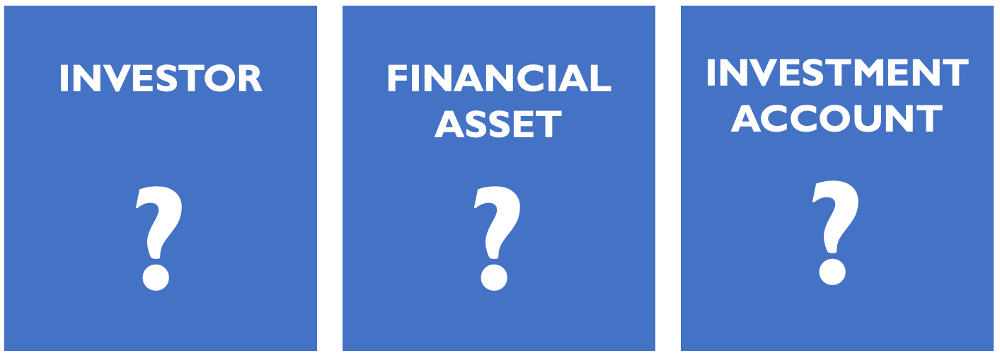 INVESTOR
?
FINANCIAL
ASSET
?
INVESTMENT
ACCOUNT
?